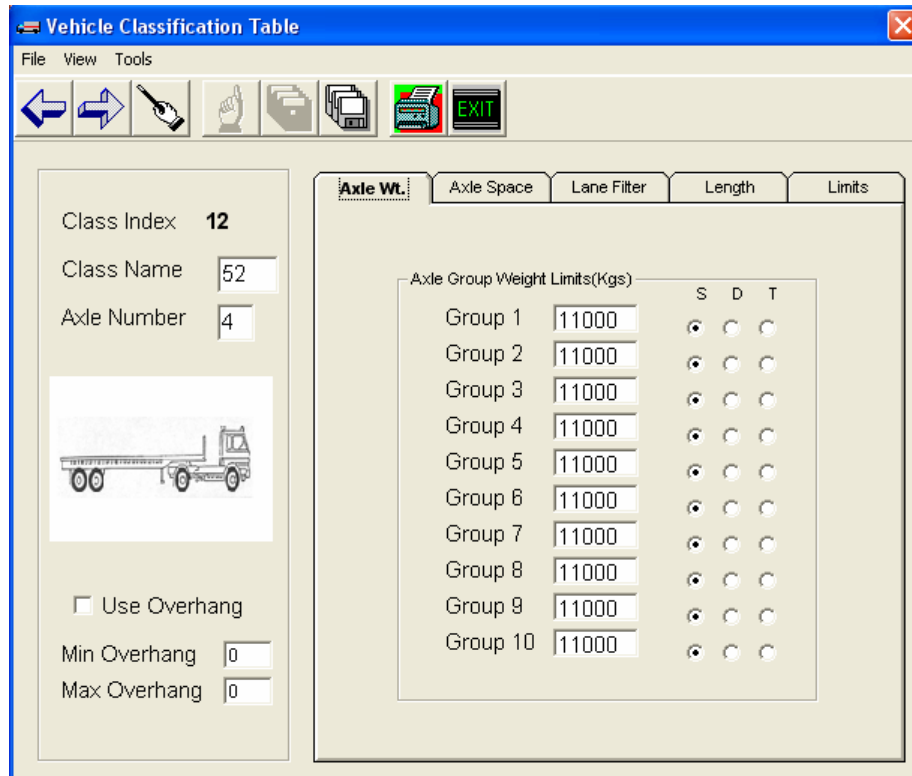 Vehicle Classification Table
File View Tools
EXIT
Class Index 12
Class Name 52
Axle Number 4
Use Overhang
Min Overhang 0
Max Overhang 0
Axle Wt. Axle Space Lane Filter Length Limits
Axle Group Weight Limits(Kgs)
S D T
Group 1 11000
Group 2 11000
Group 3 11000
Group 4 11000
Group 5 11000
Group 6 11000
Group 7 11000
Group 8 11000
Group 9 11000
Group 10 11000